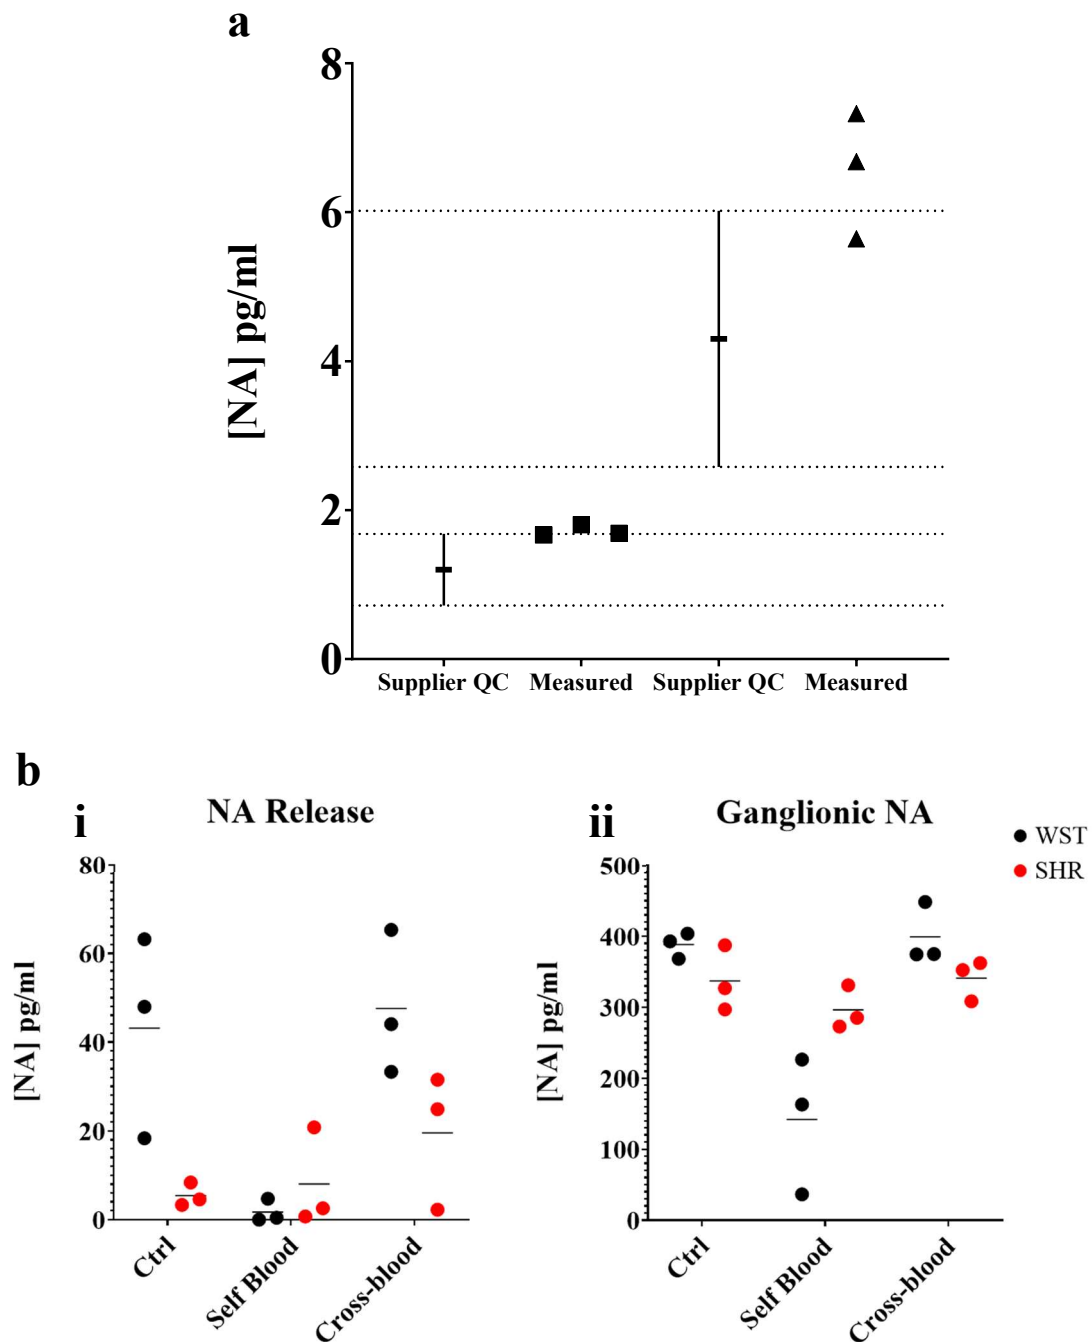 a
8
6
4
2
0
[NA] pg/ml
Supplier QC Measured Supplier QC Measured
b
i
NA Release
80
60
40
20
0
[NA] pg/ml
Ctrl
Self Blood
Cross-blood
ii
Ganglionic NA
500
400
300
200
100
0
[NA] pg/ml
Ctrl
Self Blood
Cross-blood
WST
SHR